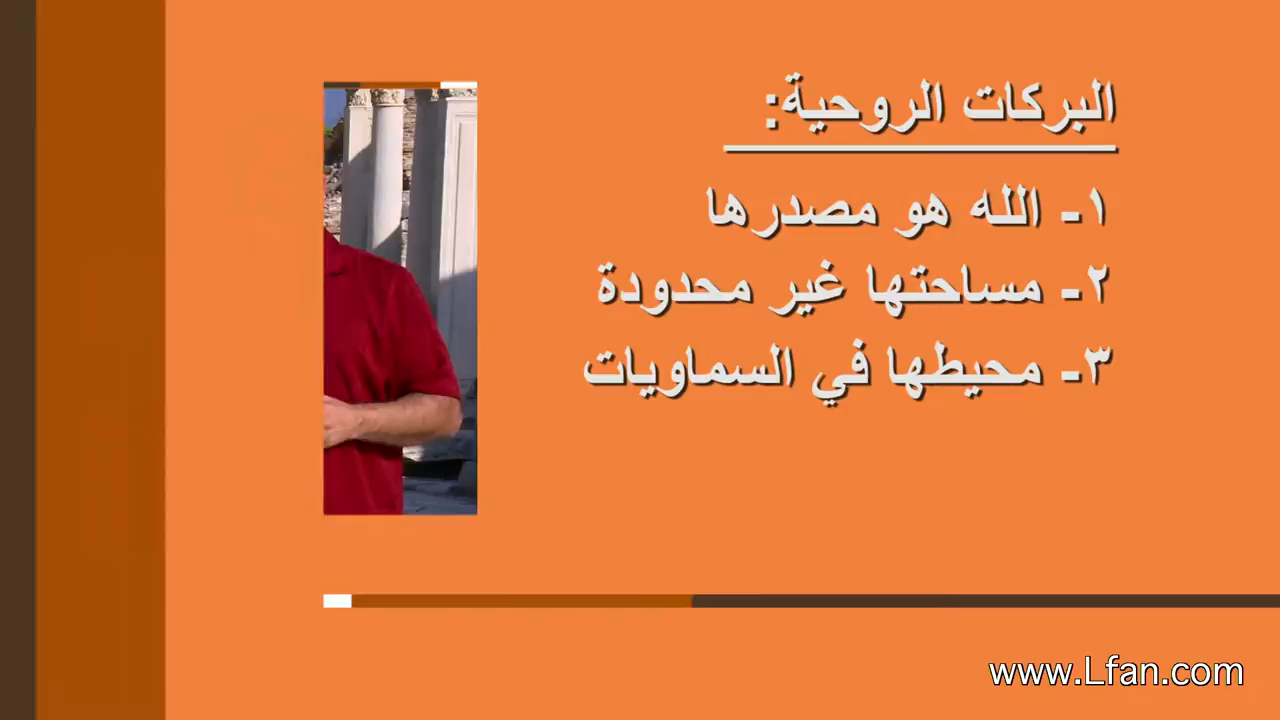 البركات الروحية:
١- الله هو مصدرها
٢- مساحتها غير محدودة
٣- محيطها في السماويات
www.Lfan.com